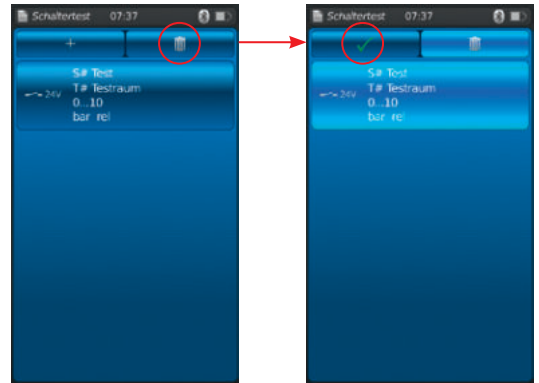 Schaltertest 07:37
+
S# Test
24V T# Testraum
0...10
bar rel
Schaltertest 07:37
S# Test
24V T# Testraum
0...10
bar rel